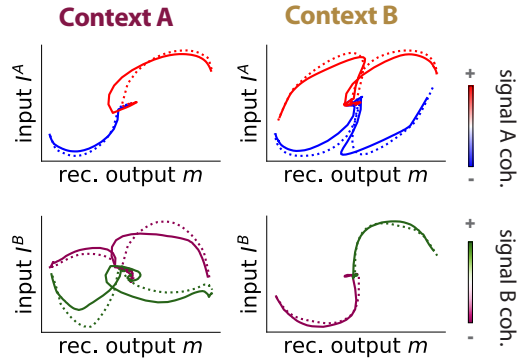 Context A
Context B
input I^A
rec. output m
input I^A
rec. output m
+
signal A coh.
-
input I^B
rec. output m
input I^B
rec. output m
+
signal B coh.
-